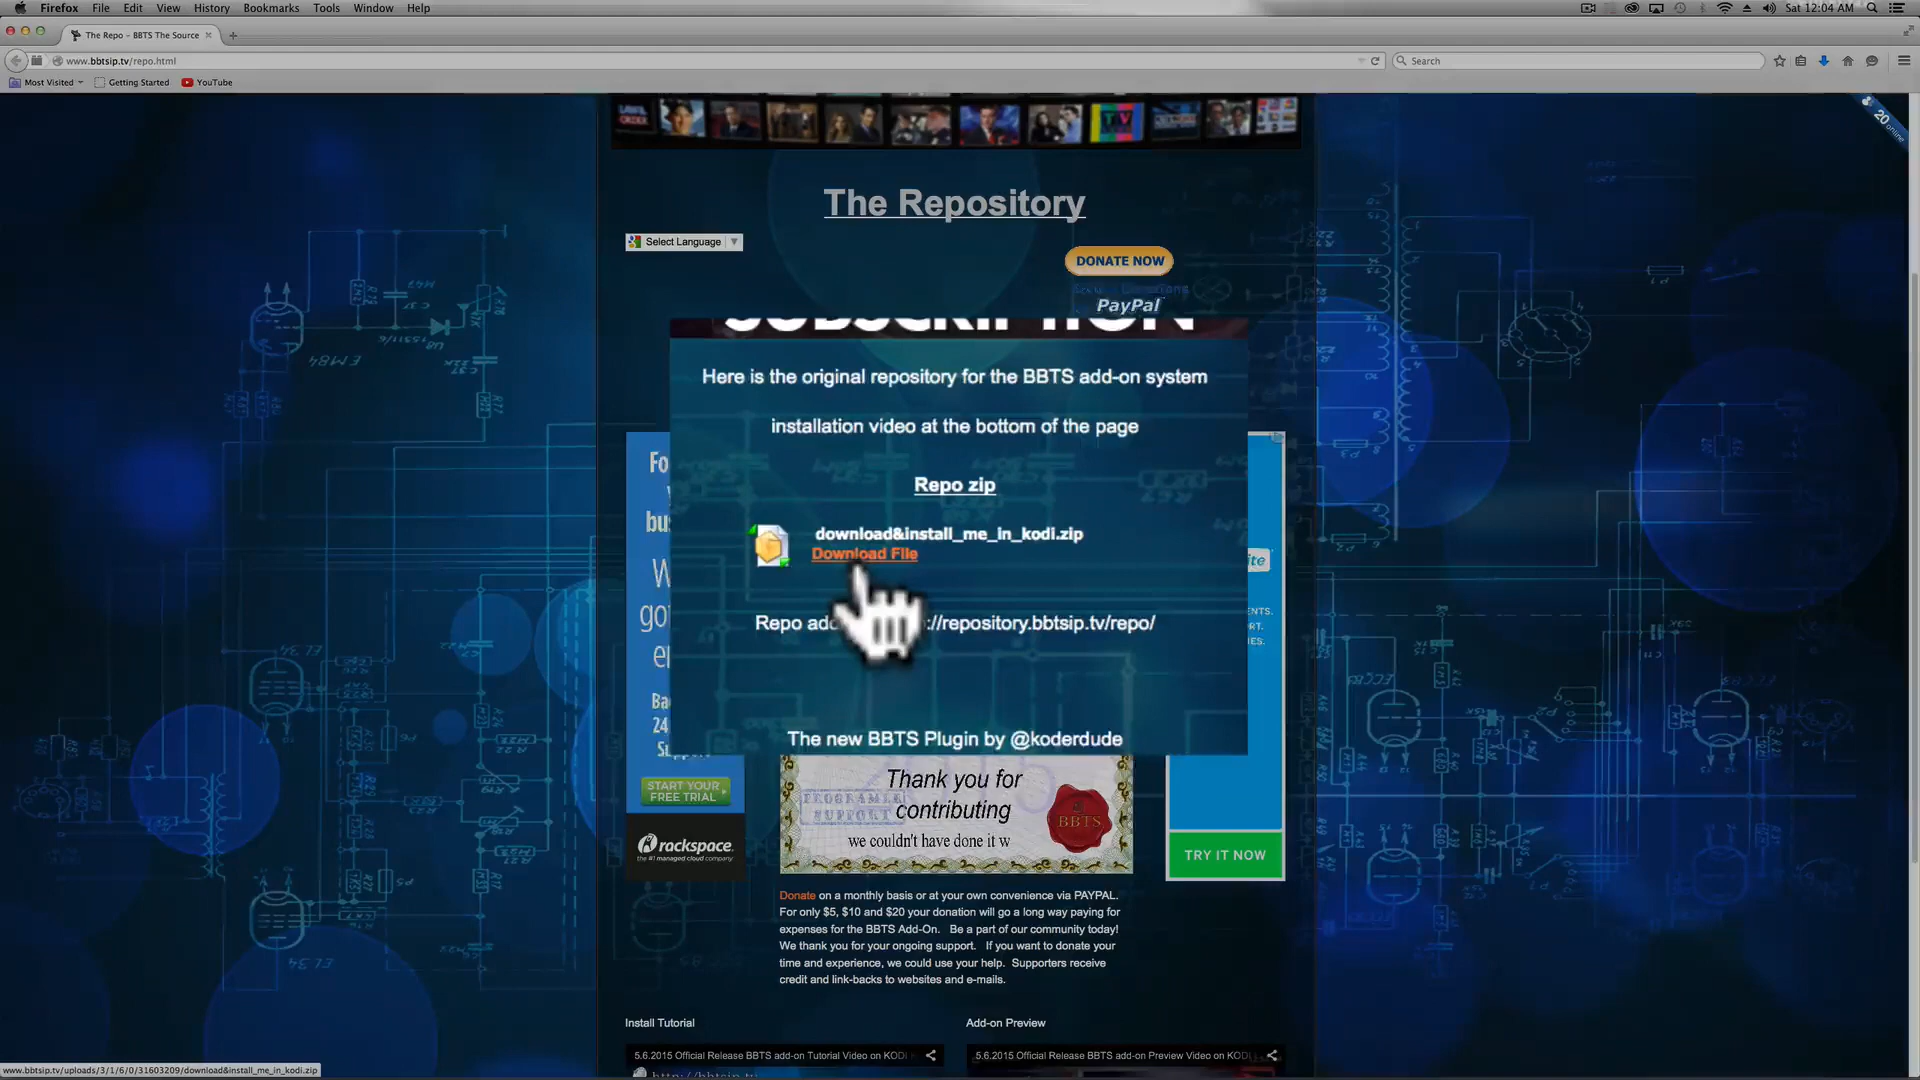 Firefox File Edit View History Bookmarks Tools Window Help
Sat 12:04 AM
The Repo - BBTS The Source
www.bbtsip.tv/repo.html
Search
Most Visited
Getting Started
YouTube
20 online
The Repository
Select Language
DONATE NOW
PayPal
SUBSCRIPTION
Here is the original repository for the BBTS add-on system
installation video at the bottom of the page
Repo zip
download&install_me_in_kodi.zip
Download File
Repo ://repository.bbtsip.tv/repo/
The new BBTS Plugin by @koderdude
START YOUR
FREE TRIAL
rackspace.
the #1 managed cloud company
Thank you for
contributing
we couldn't have done it w
BBTS
TRY IT NOW
Donate on a monthly basis or at your own convenience via PAYPAL.
For only $5, $10 and $20 your donation will go a long way paying for
expenses for the BBTS Add-On. Be a part of our community today!
We thank you for your ongoing support. If you want to donate your
time and experience, we could use your help. Supporters receive
credit and link-backs to websites and e-mails.
Install Tutorial
Add-on Preview
5.6.2015 Official Release BBTS add-on Tutorial Video on KODI
5.6.2015 Official Release BBTS add-on Preview Video on KODI
www.bbtsip.tv/uploads/3/1/6/0/31603209/download&install_me_in_kodi.zip